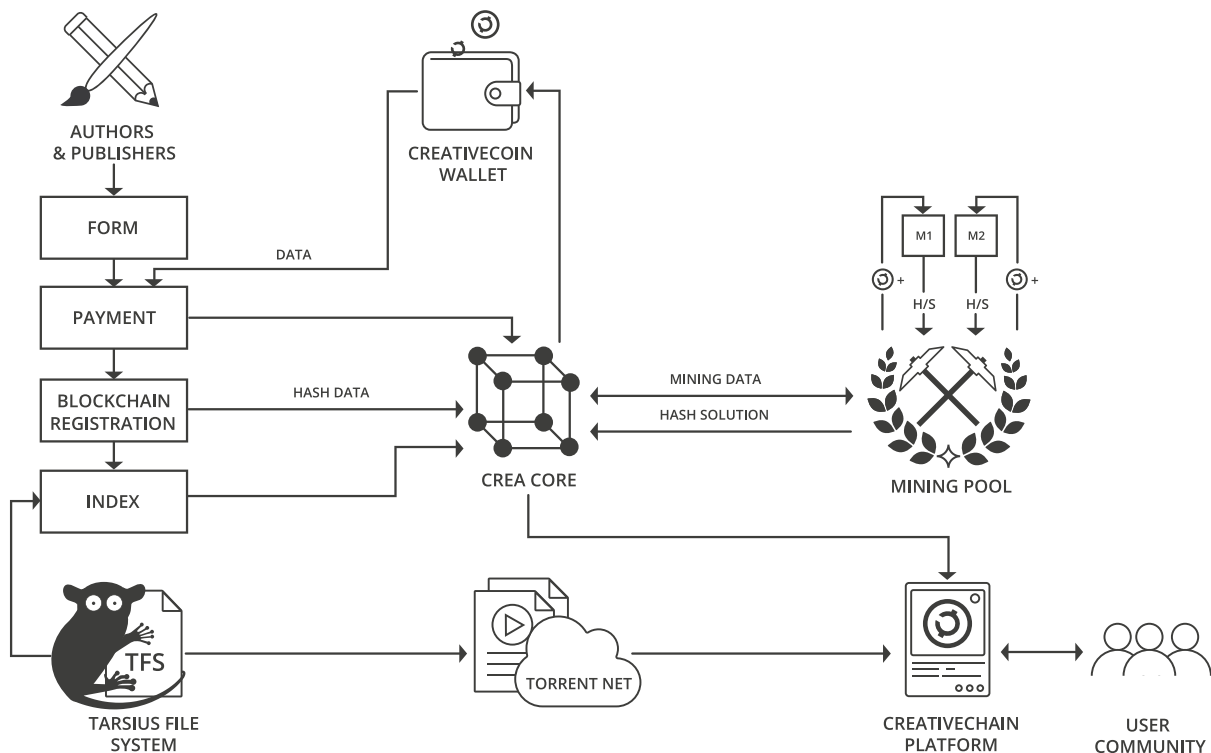 AUTHORS
& PUBLISHERS
FORM
PAYMENT
BLOCKCHAIN
REGISTRATION
INDEX
TFS
TARSIUS FILE
SYSTEM
CREATIVECOIN
WALLET
DATA
HASH DATA
CREA CORE
MINING DATA
HASH SOLUTION
M1
M2
+
+
H/S
H/S
MINING POOL
TORRENT NET
CREATIVECHAIN
PLATFORM
USER
COMMUNITY